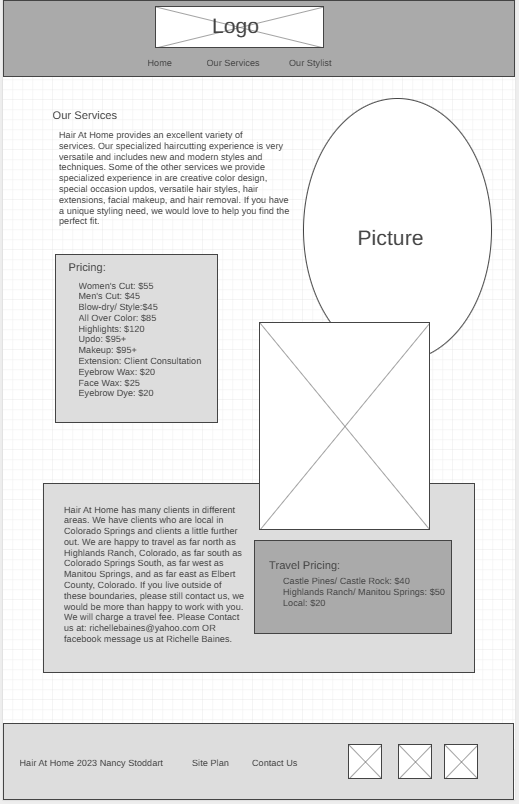 Logo
Home Our Services Our Stylist
Our Services
Hair At Home provides an excellent variety of
services. Our specialized haircutting experience is very
versatile and includes new and modern styles and
techniques. Some of the other services we provide
specialized experience in are creative color design,
special occasion updos, versatile hair styles, hair
extensions, facial makeup, and hair removal. If you have
a unique styling need, we would love to help you find the
perfect fit.
Picture
Pricing:
Women's Cut: $55
Men's Cut: $45
Blow-dry/ Style:$45
All Over Color: $85
Highlights: $120
Updo: $95+
Makeup: $95+
Extension: Client Consultation
Eyebrow Wax: $20
Face Wax: $25
Eyebrow Dye: $20
Hair At Home has many clients in different
areas. We have clients who are local in
Colorado Springs and clients a little further
out. We are happy to travel as far north as
Highlands Ranch, Colorado, as far south as
Colorado Springs South, as far west as
Manitou Springs, and as far east as Elbert
County, Colorado. If you live outside of
these boundaries, please still contact us, we
would be more than happy to work with you.
We will charge a travel fee. Please Contact
us at: richellebaines@yahoo.com OR
facebook message us at Richelle Baines.
Travel Pricing:
Castle Pines/ Castle Rock: $40
Highlands Ranch/ Manitou Springs: $50
Local: $20
Hair At Home 2023 Nancy Stoddart Site Plan Contact Us